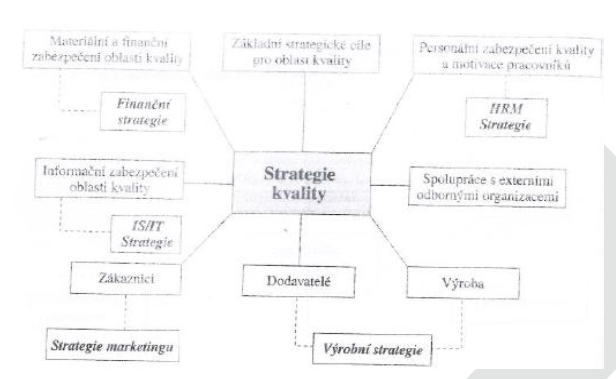 Materiální a finanční
zabezpečení oblasti kvality
Základní strategické cíle
pro oblast kvality
Personální zabezpečení kvality
a motivace pracovníků
Finanční
strategie
HRM
Strategie
Informační zabezpečení
oblasti kvality
Strategie
kvality
Spolupráce s externími
odbornými organizacemi
IS/IT
Strategie
Zákazníci
Dodavatelé
Výroba
Strategie marketingu
Výrobní strategie